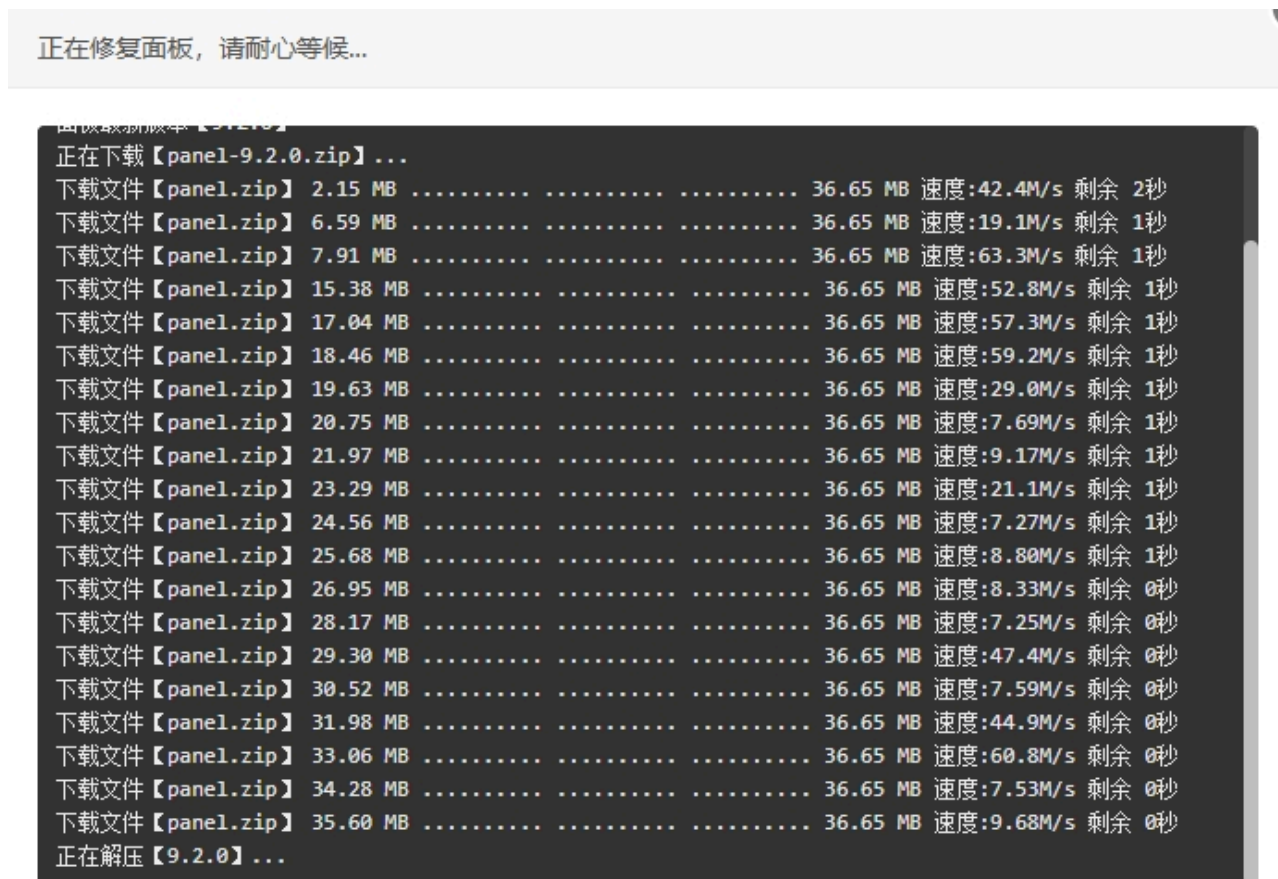 正在修复面板，请耐心等候...
面板最新版本【9.2.0】
正在下载【panel-9.2.0.zip】...
下载文件【panel.zip】 2.15 MB .......... .......... .......... 36.65 MB 速度:42.4M/s 剩余 2秒
下载文件【panel.zip】 6.59 MB .......... .......... .......... 36.65 MB 速度:19.1M/s 剩余 1秒
下载文件【panel.zip】 7.91 MB .......... .......... .......... 36.65 MB 速度:63.3M/s 剩余 1秒
下载文件【panel.zip】 15.38 MB .......... .......... .......... 36.65 MB 速度:52.8M/s 剩余 1秒
下载文件【panel.zip】 17.04 MB .......... .......... .......... 36.65 MB 速度:57.3M/s 剩余 1秒
下载文件【panel.zip】 18.46 MB .......... .......... .......... 36.65 MB 速度:59.2M/s 剩余 1秒
下载文件【panel.zip】 19.63 MB .......... .......... .......... 36.65 MB 速度:29.0M/s 剩余 1秒
下载文件【panel.zip】 20.75 MB .......... .......... .......... 36.65 MB 速度:7.69M/s 剩余 1秒
下载文件【panel.zip】 21.97 MB .......... .......... .......... 36.65 MB 速度:9.17M/s 剩余 1秒
下载文件【panel.zip】 23.29 MB .......... .......... .......... 36.65 MB 速度:21.1M/s 剩余 1秒
下载文件【panel.zip】 24.56 MB .......... .......... .......... 36.65 MB 速度:7.27M/s 剩余 1秒
下载文件【panel.zip】 25.68 MB .......... .......... .......... 36.65 MB 速度:8.80M/s 剩余 1秒
下载文件【panel.zip】 26.95 MB .......... .......... .......... 36.65 MB 速度:8.33M/s 剩余 0秒
下载文件【panel.zip】 28.17 MB .......... .......... .......... 36.65 MB 速度:7.25M/s 剩余 0秒
下载文件【panel.zip】 29.30 MB .......... .......... .......... 36.65 MB 速度:47.4M/s 剩余 0秒
下载文件【panel.zip】 30.52 MB .......... .......... .......... 36.65 MB 速度:7.59M/s 剩余 0秒
下载文件【panel.zip】 31.98 MB .......... .......... .......... 36.65 MB 速度:44.9M/s 剩余 0秒
下载文件【panel.zip】 33.06 MB .......... .......... .......... 36.65 MB 速度:60.8M/s 剩余 0秒
下载文件【panel.zip】 34.28 MB .......... .......... .......... 36.65 MB 速度:7.53M/s 剩余 0秒
下载文件【panel.zip】 35.60 MB .......... .......... .......... 36.65 MB 速度:9.68M/s 剩余 0秒
正在解压【9.2.0】...